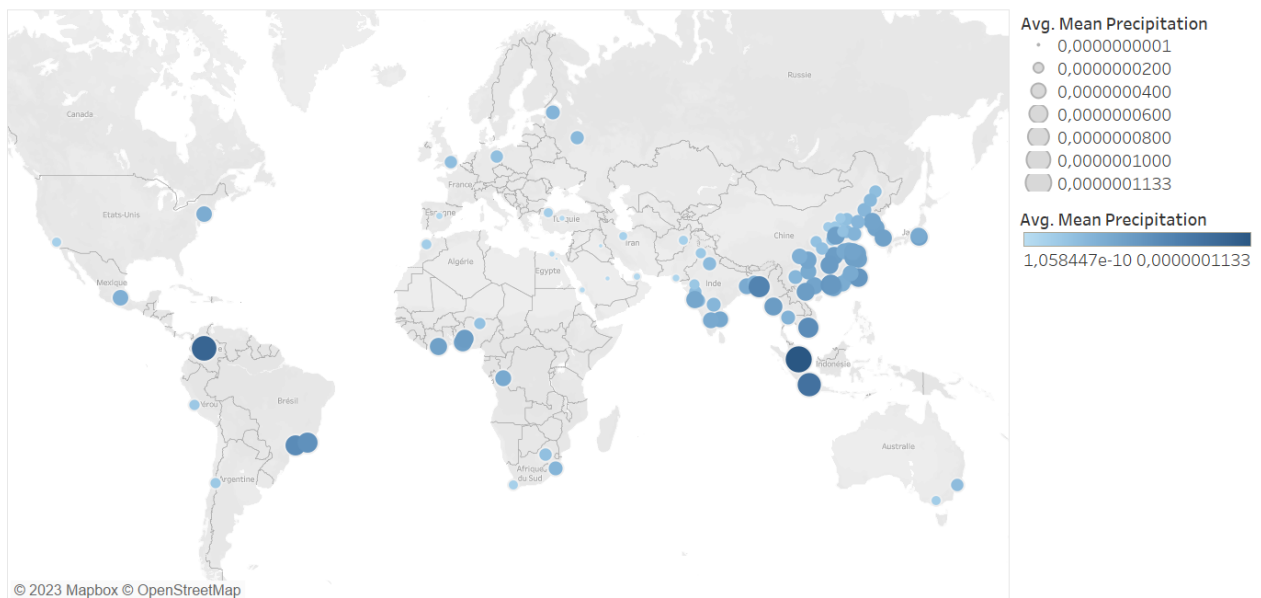 Russie
Canada
France
Etats-Unis
Espagne
Turquie
Chine
Iran
Algérie
Egypte
Mexique
Inde
Indonésie
Brésil
Pérou
Australie
Argentine
Afrique
du Sud
© 2023 Mapbox © OpenStreetMap
Avg. Mean Precipitation
0,0000000001
0,0000000200
0,0000000400
0,0000000600
0,0000000800
0,0000001000
0,0000001133
Avg. Mean Precipitation
1,058447e-10 0,0000001133